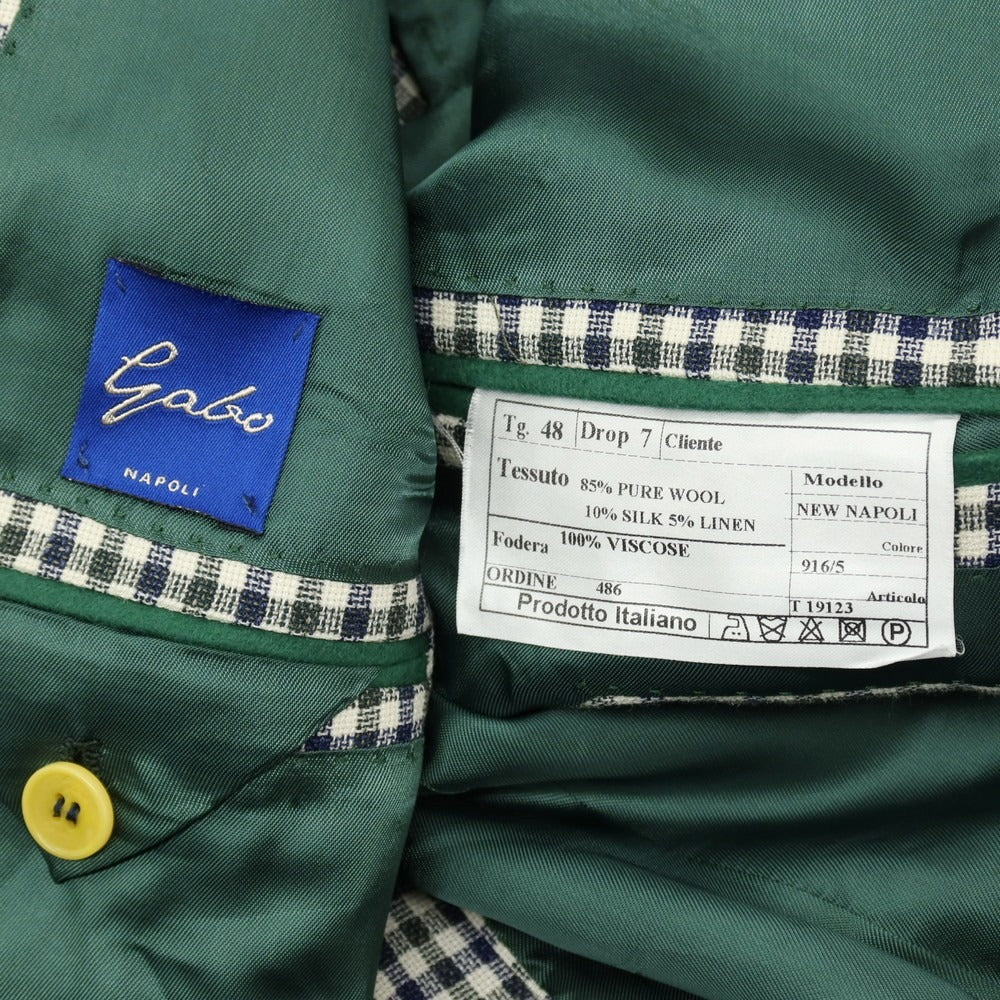 Gabo
NAPOLI
Tg. 48 Drop 7 Cliente
Tessuto 85% PURE WOOL
10% SILK 5% LINEN
Fodera 100% VISCOSE
ORDINE 486
Prodotto Italiano
Modello
NEW NAPOLI
Colore
916/5
Articolo
T 19123
P